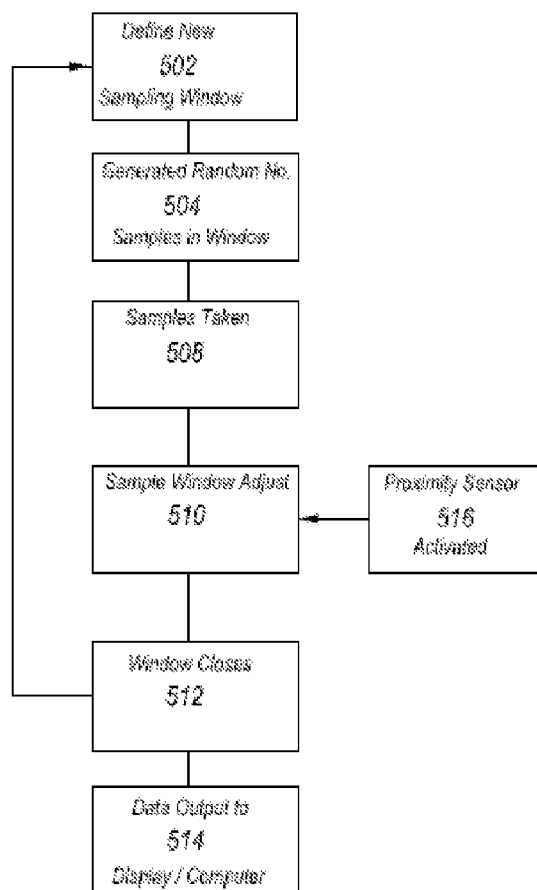 Define New
502
Sampling Window
Generated Random No.
504
Samples in Window
Samples Taken
508
Sample Window Adjust
510
Proximity Sensor
516
Activated
Window Closes
512
Data Output to
514
Display / Computer